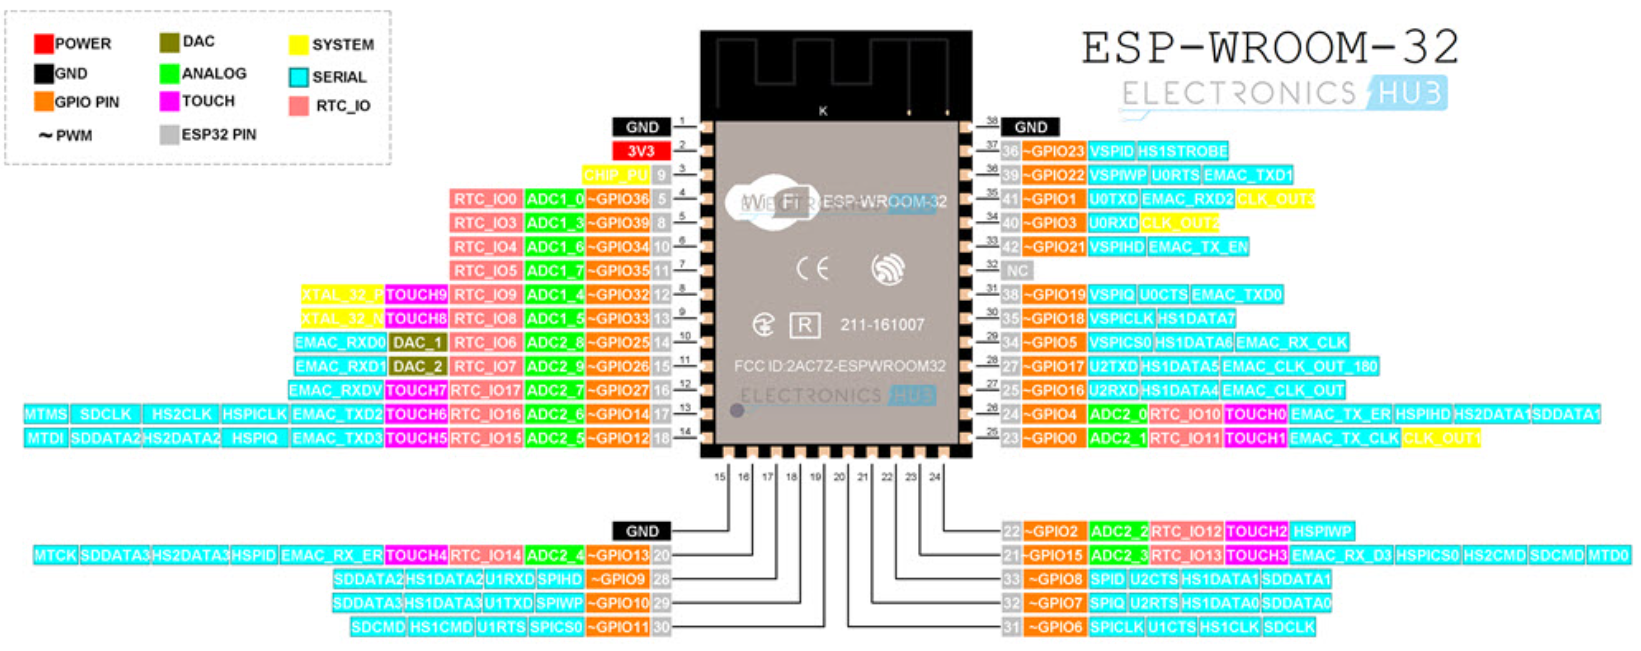 POWER DAC SYSTEM
GND ANALOG SERIAL
GPIO PIN TOUCH RTC_IO
~ PWM ESP32 PIN
ESP-WROOM-32
ELECTRONICS HUB
K
GND 1
3V3 2
CHIP_PU 9 3
RTC_IO0 ADC1_0 ~GPIO36 5 4
RTC_IO3 ADC1_3 ~GPIO39 8 5
RTC_IO4 ADC1_6 ~GPIO34 10 6
RTC_IO5 ADC1_7 ~GPIO35 11 7
XTAL_32_P TOUCH9 RTC_IO9 ADC1_4 ~GPIO32 12 8
XTAL_32_N TOUCH8 RTC_IO8 ADC1_5 ~GPIO33 13 9
EMAC_RXD0 DAC_1 RTC_IO6 ADC2_8 ~GPIO25 14 10
EMAC_RXD1 DAC_2 RTC_IO7 ADC2_9 ~GPIO26 15 11
EMAC_RXDV TOUCH7 RTC_IO17 ADC2_7 ~GPIO27 16 12
MTMS SDCLK HS2CLK HSPICLK EMAC_TXD2 TOUCH6 RTC_IO16 ADC2_6 ~GPIO14 17 13
MTDI SDDATA2 HS2DATA2 HSPIQ EMAC_TXD3 TOUCH5 RTC_IO15 ADC2_5 ~GPIO12 18 14
Wi Fi ESP-WROOM-32
CE
R 211-161007
FCC ID:2AC7Z-ESPWROOM32
ELECTRONICS HUB
38 GND
37 36 ~GPIO23 VSPID HS1STROBE
36 39 ~GPIO22 VSPIWP U0RTS EMAC_TXD1
35 41 ~GPIO1 U0TXD EMAC_RXD2 CLK_OUT3
34 40 ~GPIO3 U0RXD CLK_OUT2
33 42 ~GPIO21 VSPIHD EMAC_TX_EN
32 NC
31 38 ~GPIO19 VSPIQ U0CTS EMAC_TXD0
30 35 ~GPIO18 VSPICLK HS1DATA7
29 34 ~GPIO5 VSPICS0 HS1DATA6 EMAC_RX_CLK
28 27 ~GPIO17 U2TXD HS1DATA5 EMAC_CLK_OUT_180
27 25 ~GPIO16 U2RXD HS1DATA4 EMAC_CLK_OUT
26 24 ~GPIO4 ADC2_0 RTC_IO10 TOUCH0 EMAC_TX_ER HSPIHD HS2DATA1 SDDATA1
25 23 ~GPIO0 ADC2_1 RTC_IO11 TOUCH1 EMAC_TX_CLK CLK_OUT1
15 16 17 18 19 20 21 22 23 24
GND
MTCK SDDATA3 HS2DATA3 HSPID EMAC_RX_ER TOUCH4 RTC_IO14 ADC2_4 ~GPIO13 20
SDDATA2 HS1DATA2 U1RXD SPIHD ~GPIO9 28
SDDATA3 HS1DATA3 U1TXD SPIWP ~GPIO10 29
SDCMD HS1CMD U1RTS SPICS0 ~GPIO11 30
22 ~GPIO2 ADC2_2 RTC_IO12 TOUCH2 HSPIWP
21 ~GPIO15 ADC2_3 RTC_IO13 TOUCH3 EMAC_RX_D3 HSPICS0 HS2CMD SDCMD MTD0
33 ~GPIO8 SPID U2CTS HS1DATA1 SDDATA1
32 ~GPIO7 SPIQ U2RTS HS1DATA0 SDDATA0
31 ~GPIO6 SPICLK U1CTS HS1CLK SDCLK